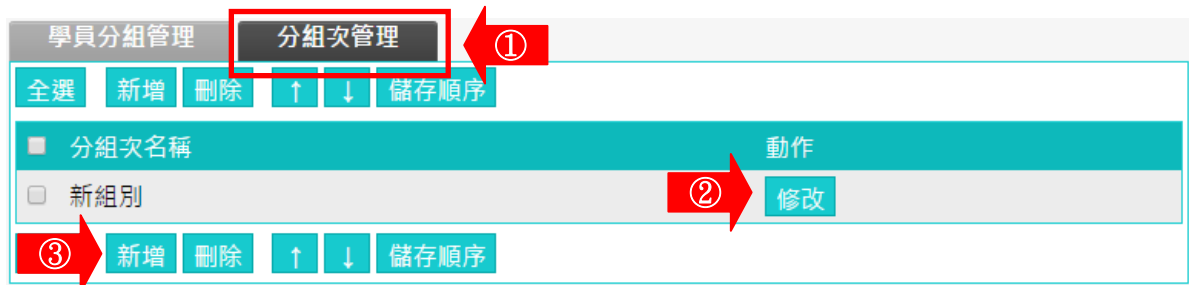 學員分組管理 分組次管理 ①
全選 新增 刪除 ↑ ↓ 儲存順序
分組次名稱 動作
新組別 ② 修改
③ 新增 刪除 ↑ ↓ 儲存順序